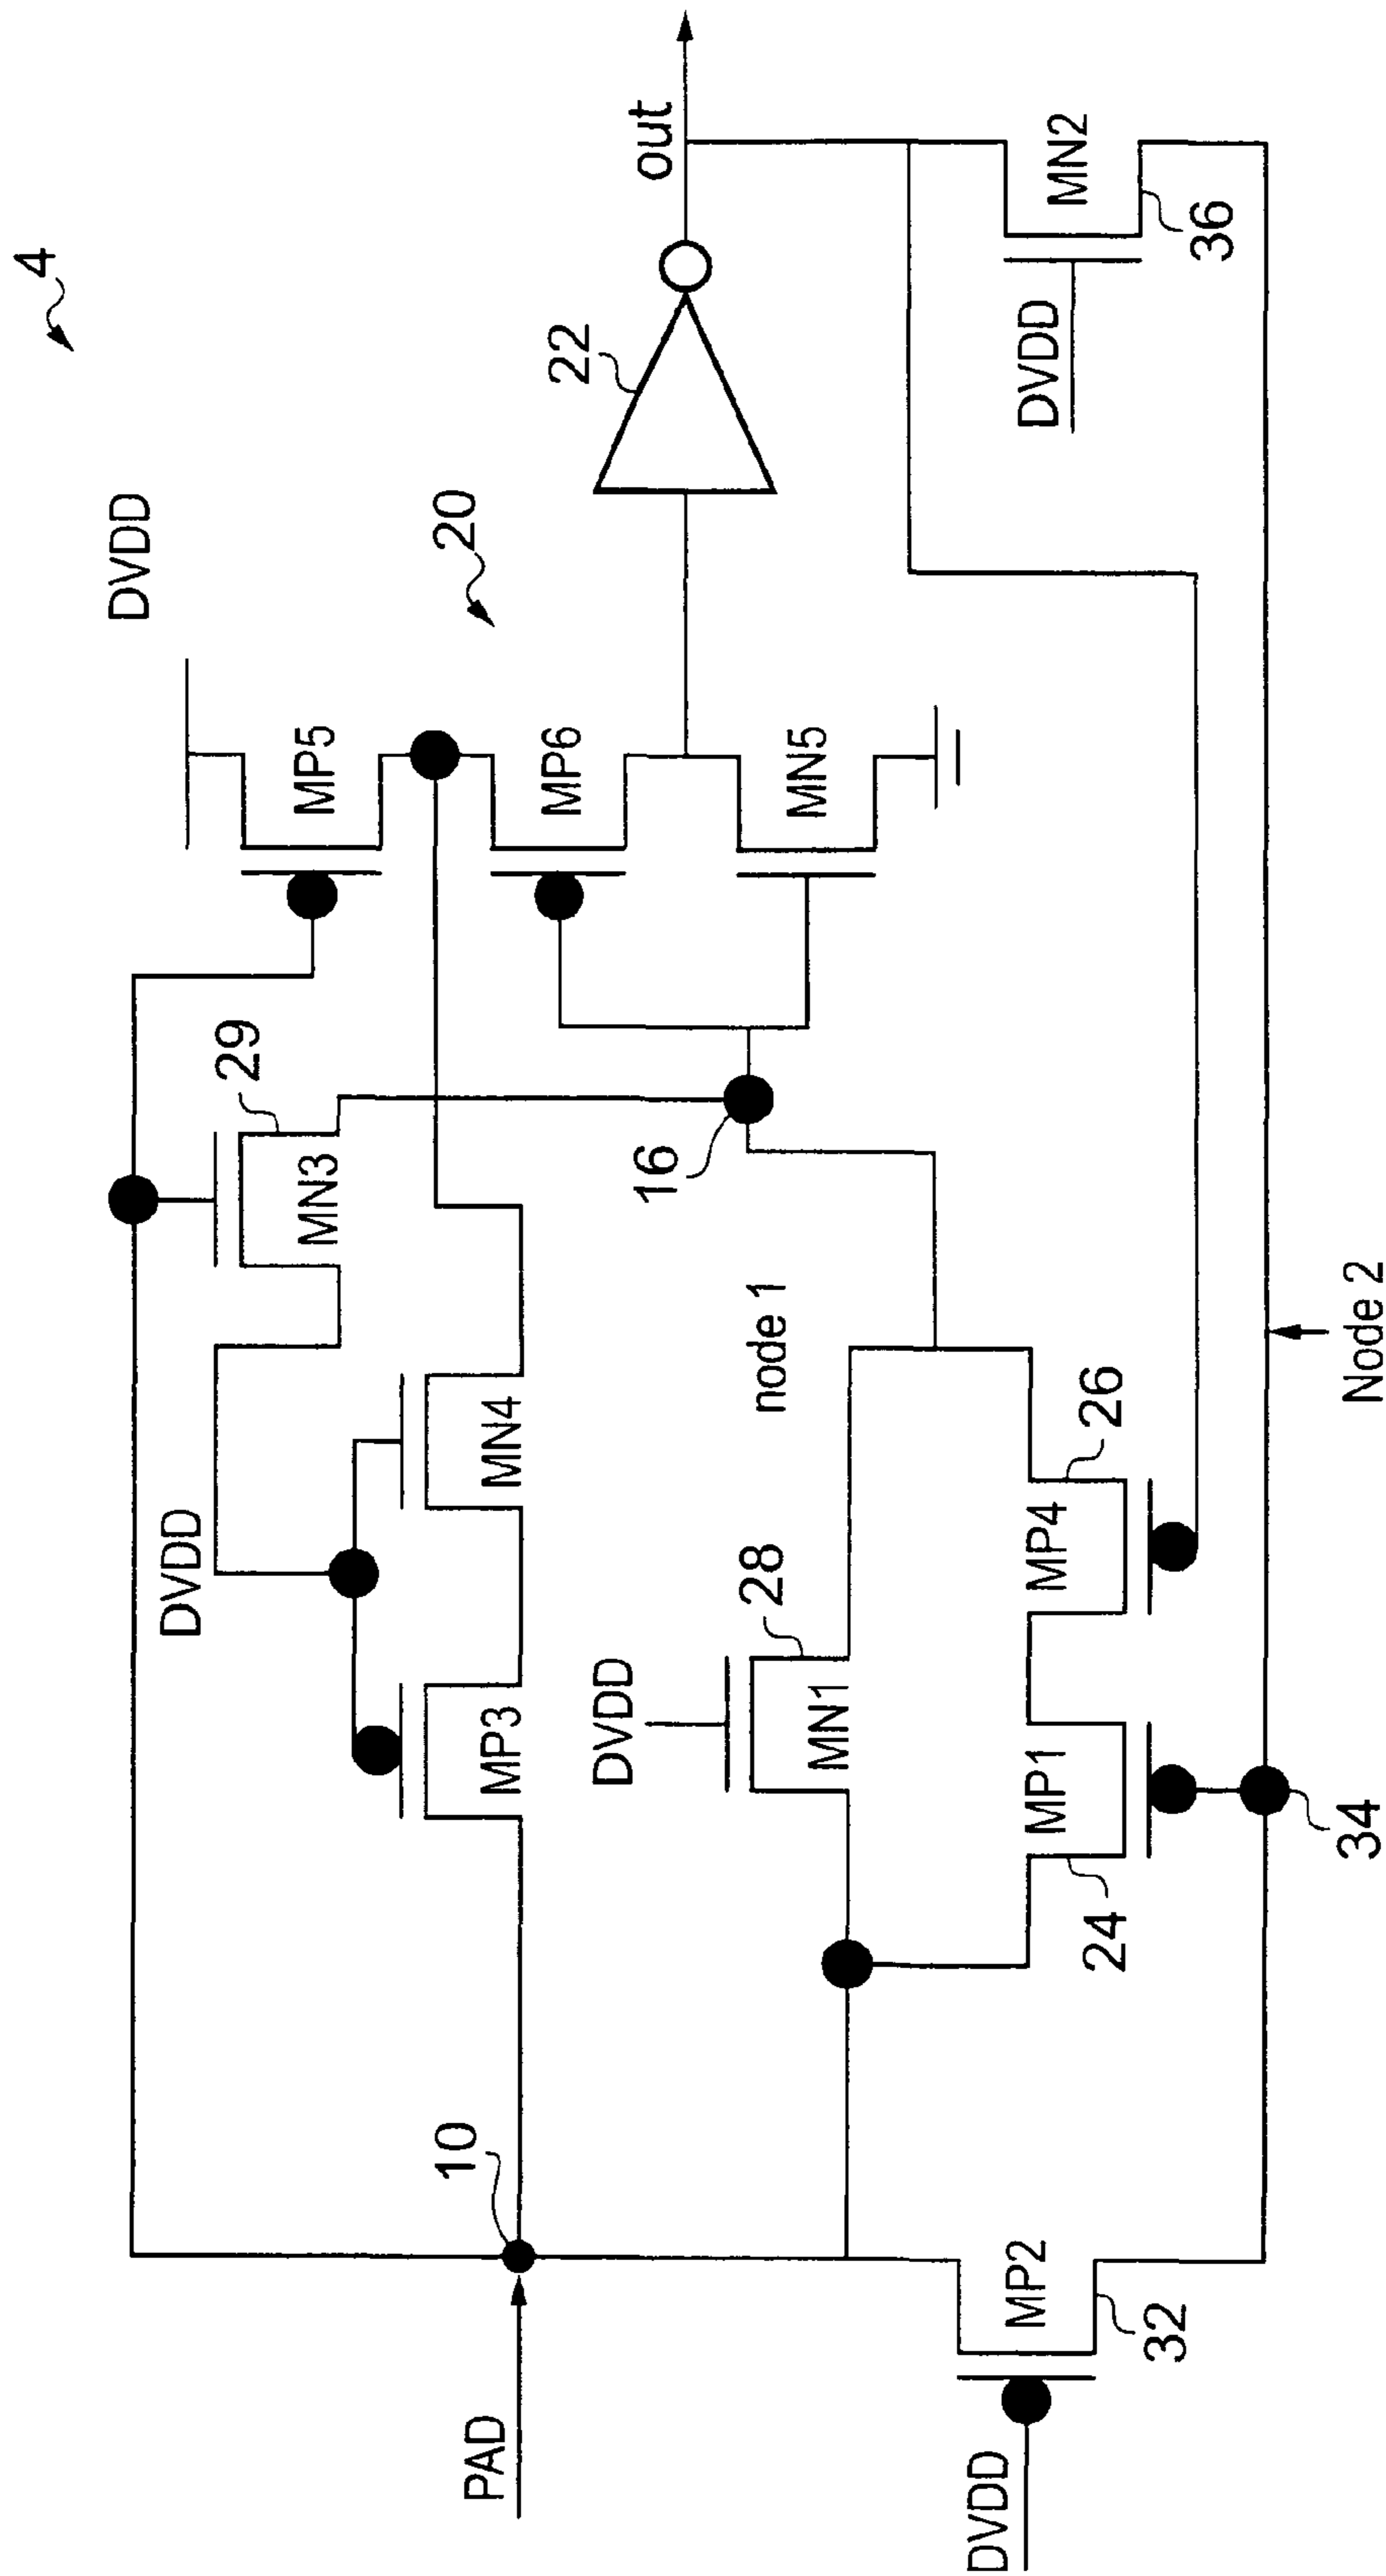 4
DVDD
MP5
20
22
out
29
MN3
MP6
DVDD
MN4
MN5
16
MP3
10
PAD
node 1
DVDD
28
MN1
DVDD
MN2
36
MP4
26
MP1
24
MP2
32
DVDD
34
Node 2